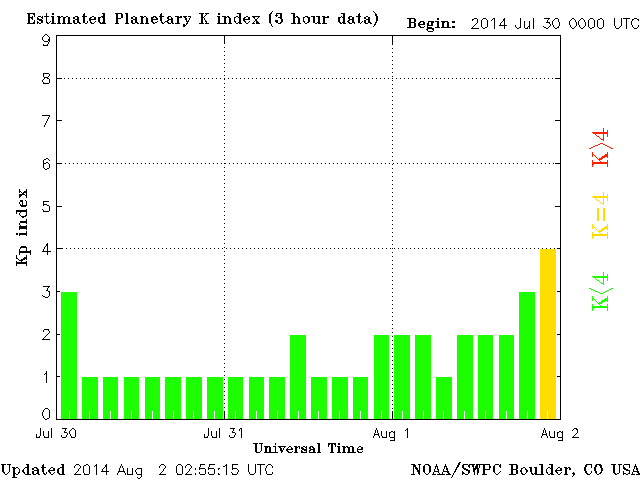 Estimated Planetary K index (3 hour data)
Begin: 2014 Jul 30 0000 UTC
9
8
7
6
5
4
3
2
1
0
Kp index
Jul 30
Jul 31
Aug 1
Aug 2
Universal Time
K<4
K=4
K>4
Updated 2014 Aug 2 02:55:15 UTC
NOAA/SWPC Boulder, CO USA